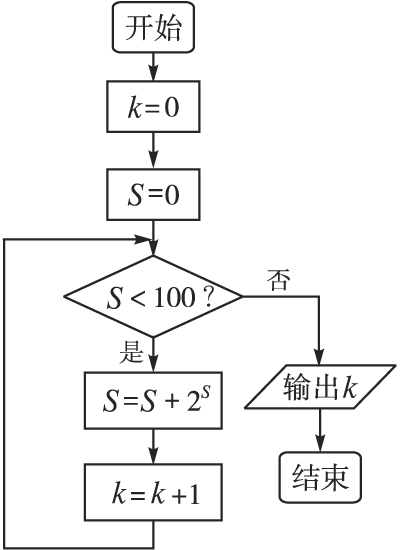 开始
k=0
S=0
S<100?
否
是
S=S+2^S
输出k
k=k+1
结束